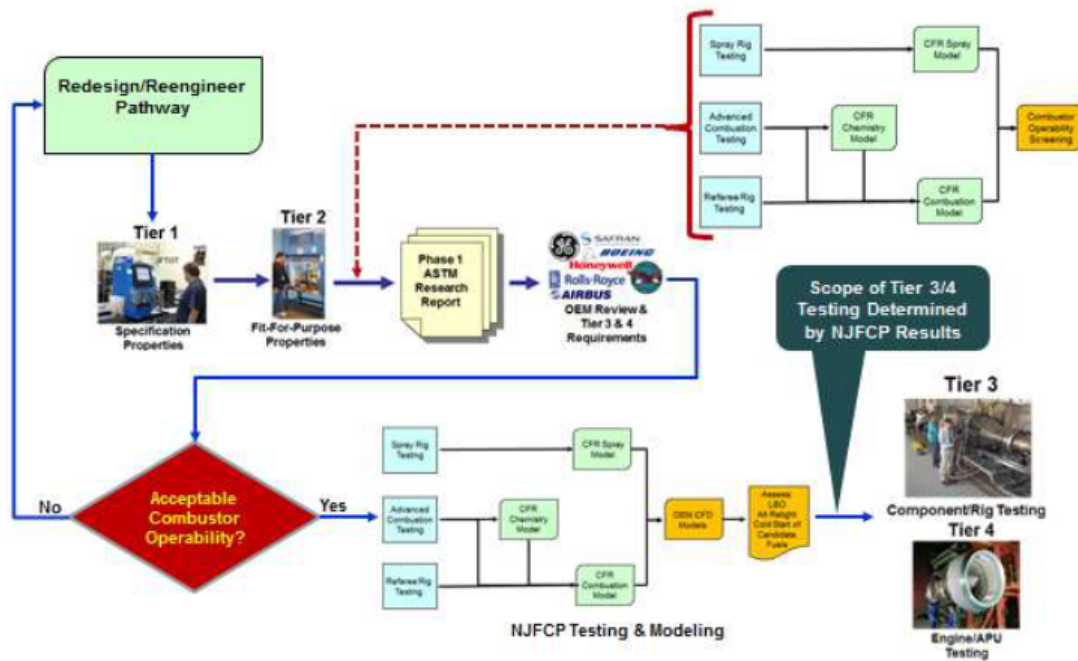 Redesign/Reengineer
Pathway
Spray Rig
Testing
CFR Spray
Model
Advanced
Combustion
Testing
CFR
Chemistry
Model
Combustor
Operability
Screening
Referee Rig
Testing
CFR
Combustion
Model
Tier 1
Specification
Properties
Tier 2
Fit-For-Purpose
Properties
Phase 1
ASTM
Research
Report
SAFRAN
BOEING
Honeywell
Rolls-Royce
AIRBUS
OEM Review &
Tier 3 & 4
Requirements
Scope of Tier 3/4
Testing Determined
by NJFCP Results
No
Acceptable
Combustor
Operability?
Yes
Spray Rig
Testing
CFR Spray
Model
Advanced
Combustion
Testing
CFR
Chemistry
Model
Referee Rig
Testing
CFR
Combustion
Model
OEM CFD
Models
Assess:
LBO
Alt Relight
Cold Start of
Candidate
Fuels
Tier 3
Component/Rig Testing
Tier 4
Engine/APU
Testing
NJFCP Testing & Modeling